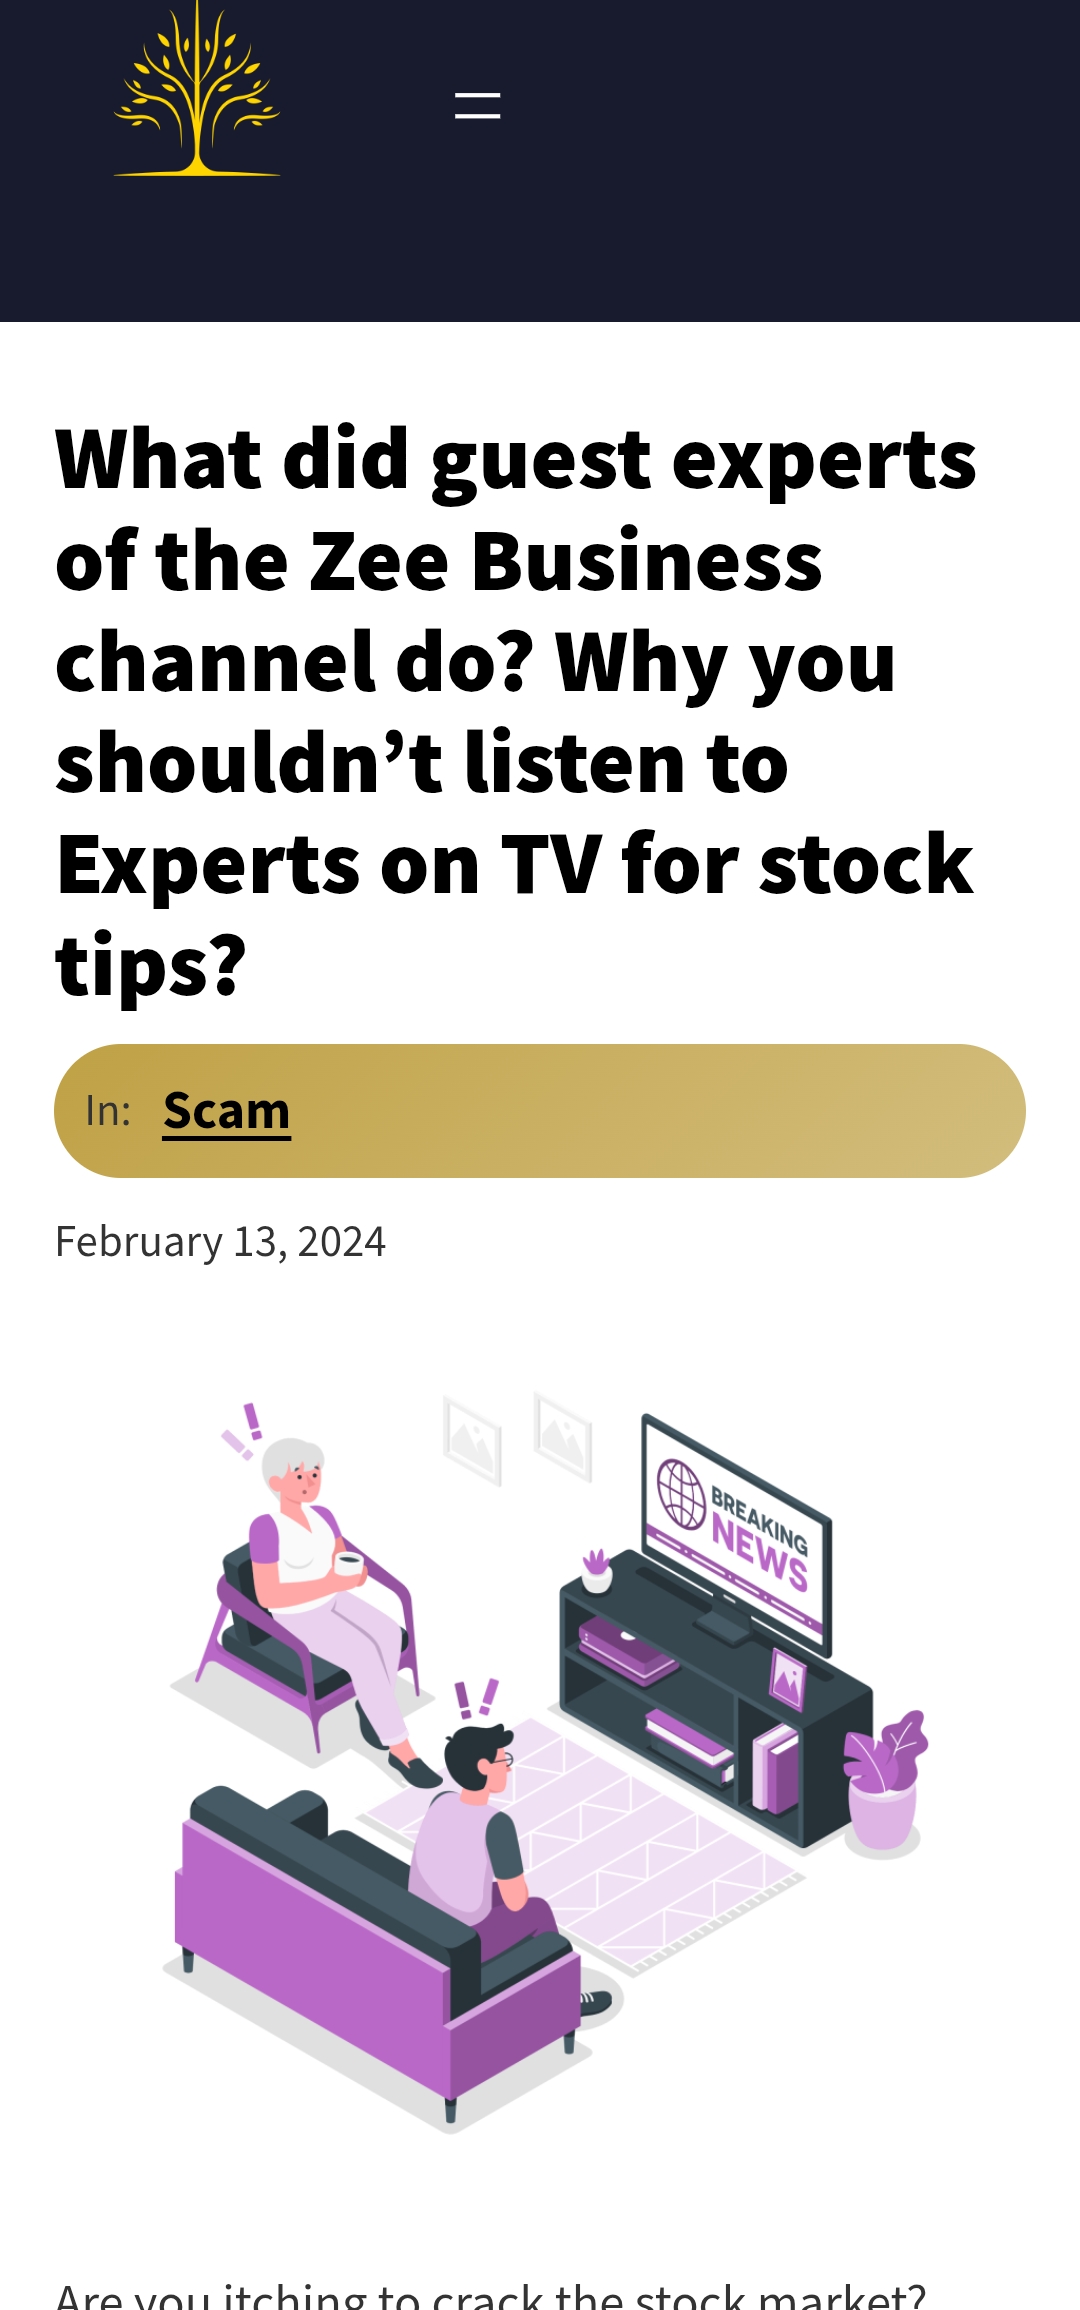 What did guest experts
of the Zee Business
channel do? Why you
shouldn’t listen to
Experts on TV for stock
tips?
In: Scam
February 13, 2024
BREAKING
NEWS
Are you itching to crack the stock market?